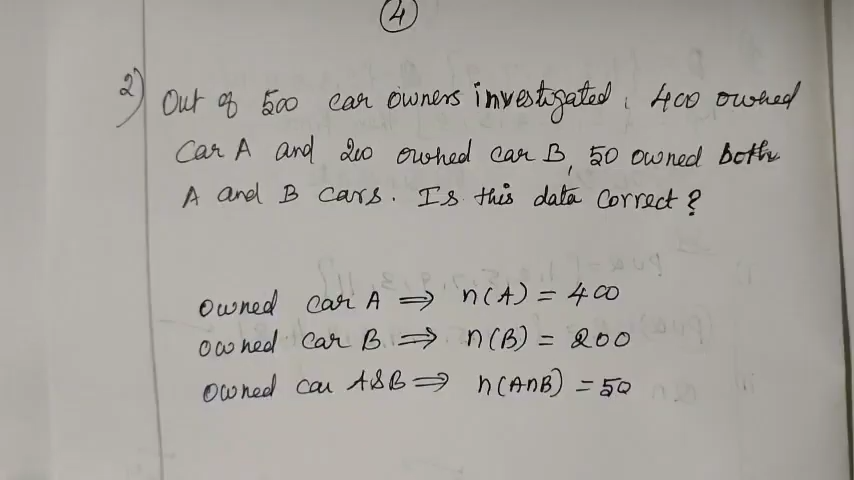 4
2) Out of 500 car owners investigated, 400 owned
car A and 200 owned car B, 50 owned both
A and B cars. Is this data correct?
owned car A ⟹ n(A) = 400
owned car B ⟹ n(B) = 200
owned car A&B ⟹ n(A∩B) = 50